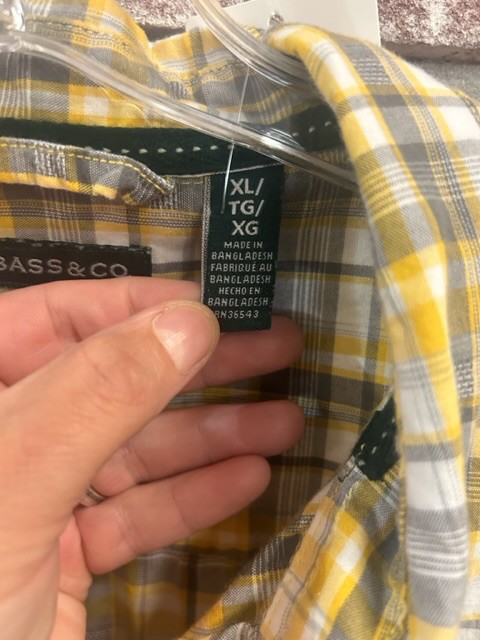 BASS&CO
XL/
TG/
XG
MADE IN
BANGLADESH
FABRIQUÉ AU
BANGLADESH
HECHO EN
BANGLADESH
RN36543